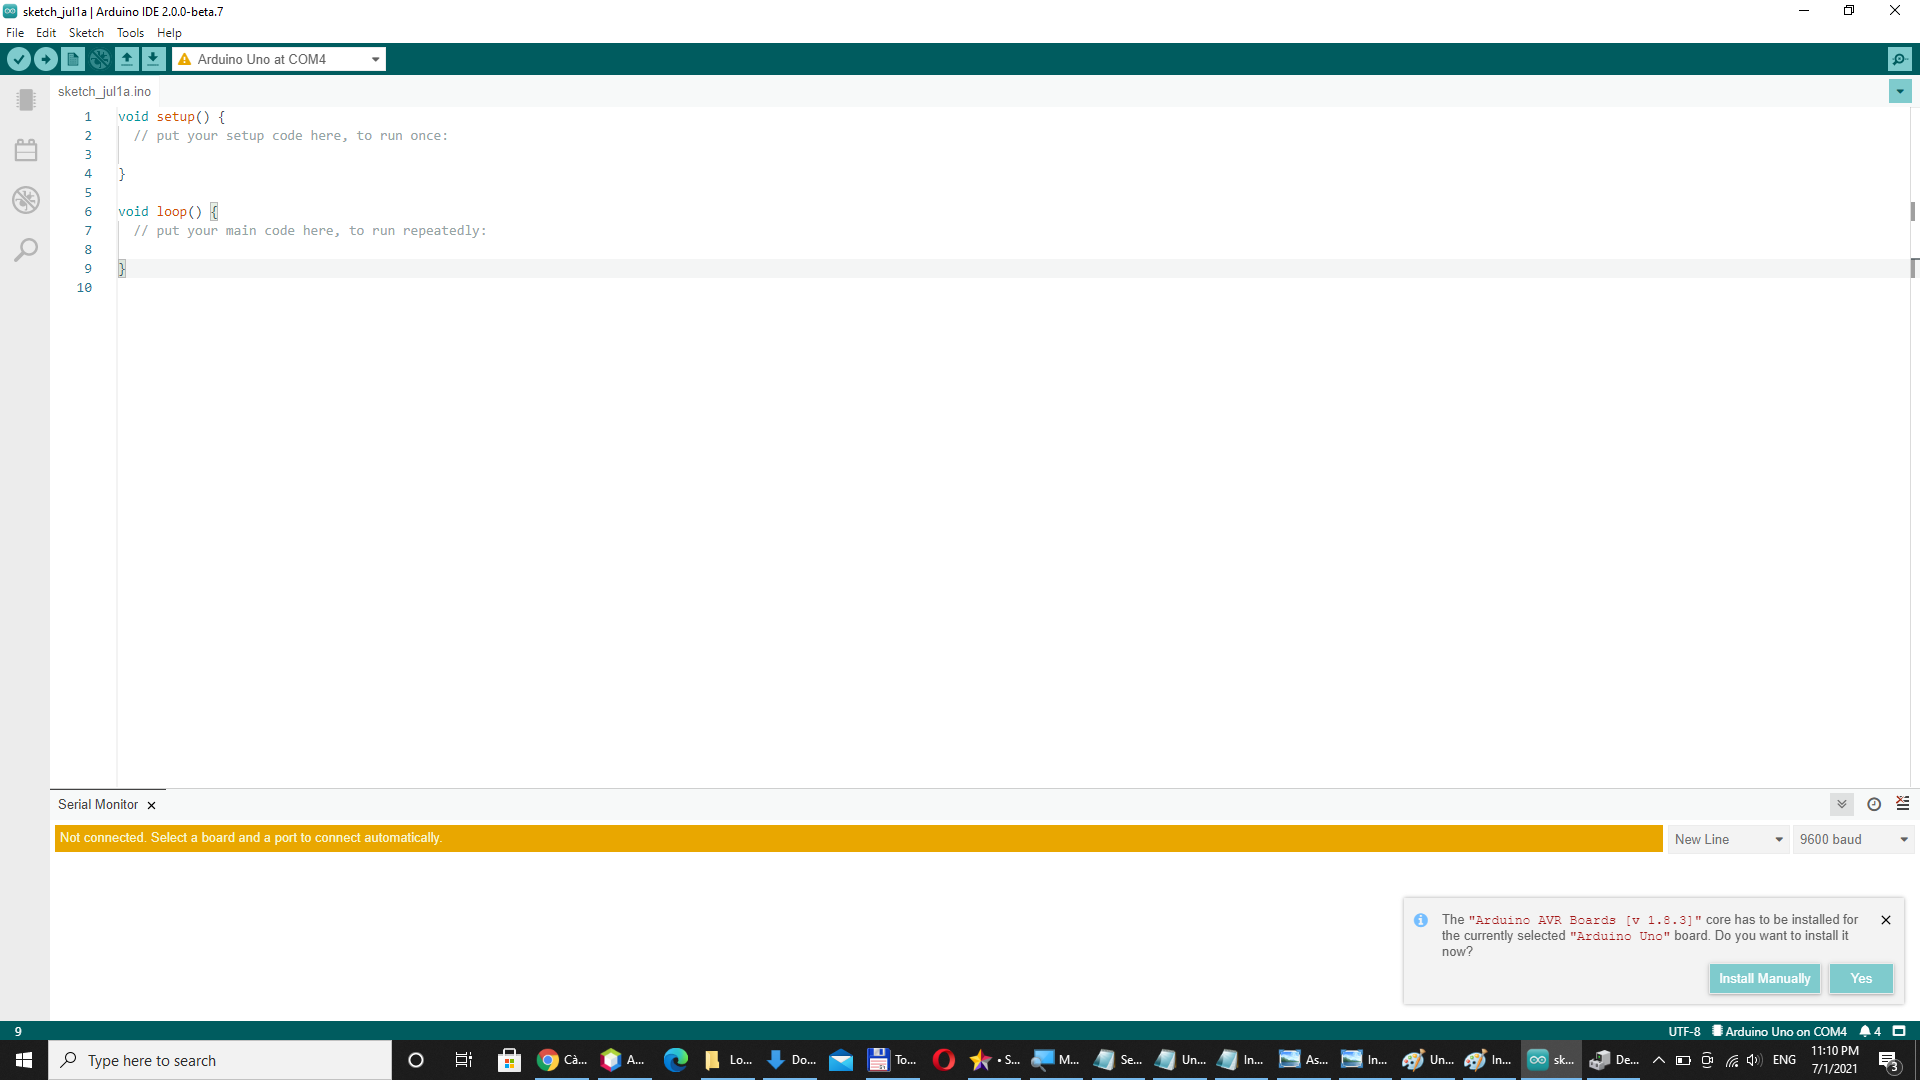 sketch_jul1a | Arduino IDE 2.0.0-beta.7
File Edit Sketch Tools Help
Arduino Uno at COM4
sketch_jul1a.ino
1 void setup() {
2 // put your setup code here, to run once:
3
4 }
5
6 void loop() {
7 // put your main code here, to run repeatedly:
8
9 }
10
Serial Monitor
Not connected. Select a board and a port to connect automatically.
New Line
9600 baud
The "Arduino AVR Boards [v 1.8.3]" core has to be installed for
the currently selected "Arduino Uno" board. Do you want to install it
now?
Install Manually
Yes
9
UTF-8 Arduino Uno on COM4 4
Type here to search
Cà... A... Lo... Do... To... • S... M... Se... Un... In... As... In... Un... In... sk... De...
ENG
11:10 PM
7/1/2021
3